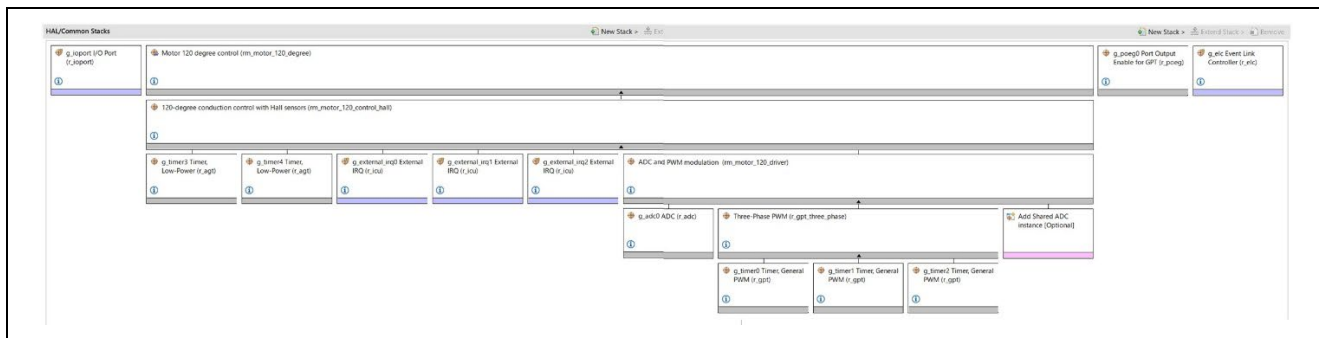 HAL/Common Stacks
New Stack >
New Stack > Extend Stack > Remove
g_ioport I/O Port
(r_ioport)
Motor 120 degree control (rm_motor_120_degree)
g_poeg0 Port Output
Enable for GPT (r_poeg)
g_elc Event Link
Controller (r_elc)
120-degree conduction control with Hall sensors (rm_motor_120_control_hall)
g_timer3 Timer,
Low-Power (r_agt)
g_timer4 Timer,
Low-Power (r_agt)
g_external_irq0 External
IRQ (r_icu)
g_external_irq1 External
IRQ (r_icu)
g_external_irq2 External
IRQ (r_icu)
ADC and PWM modulation (rm_motor_120_driver)
g_adc0 ADC (r_adc)
Three-Phase PWM (r_gpt_three_phase)
Add Shared ADC
instance [Optional]
g_timer0 Timer, General
PWM (r_gpt)
g_timer1 Timer, General
PWM (r_gpt)
g_timer2 Timer, General
PWM (r_gpt)